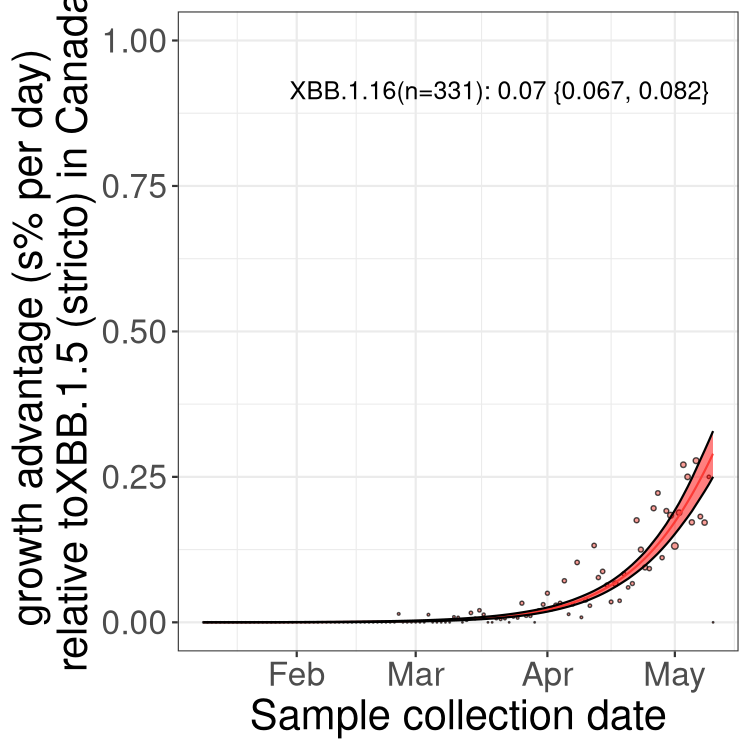 growth advantage (s% per day)
relative toXBB.1.5 (stricto) in Canada
1.00
XBB.1.16(n=331): 0.07 {0.067, 0.082}
0.75
0.50
0.25
0.00
Feb Mar Apr May
Sample collection date